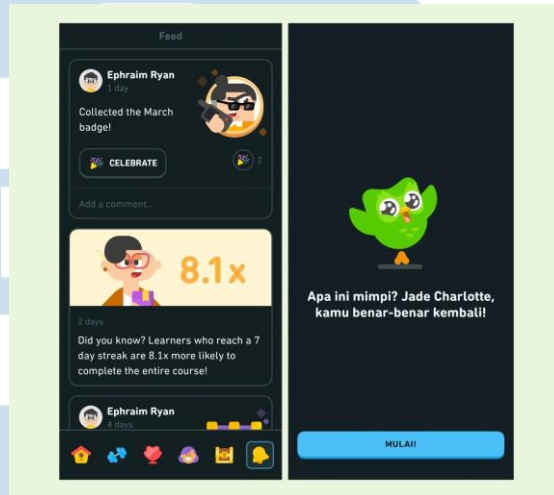 Feed
Ephraim Ryan
1 day
Collected the March
badge!
CELEBRATE
2
Add a comment...
8.1x
2 days
Did you know? Learners who reach a 7
day streak are 8.1x more likely to
complete the entire course!
Ephraim Ryan
4 days
Apa ini mimpi? Jade Charlotte,
kamu benar-benar kembali!
MULAI!